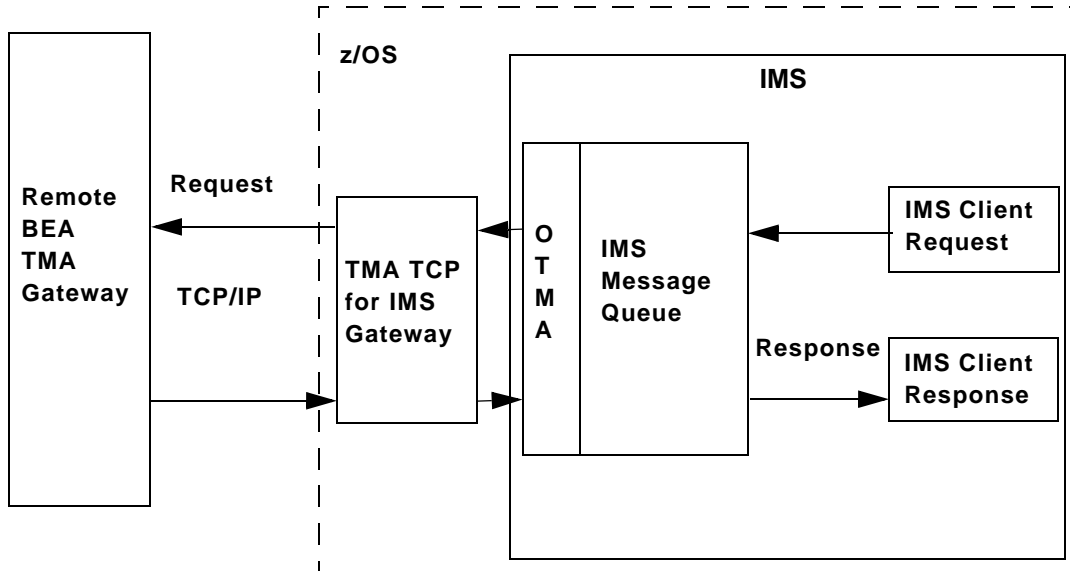 z/OS
IMS
Remote
BEA
TMA
Gateway
Request
TCP/IP
TMA TCP
for IMS
Gateway
O
T
M
A
IMS
Message
Queue
IMS Client
Request
Response
IMS Client
Response